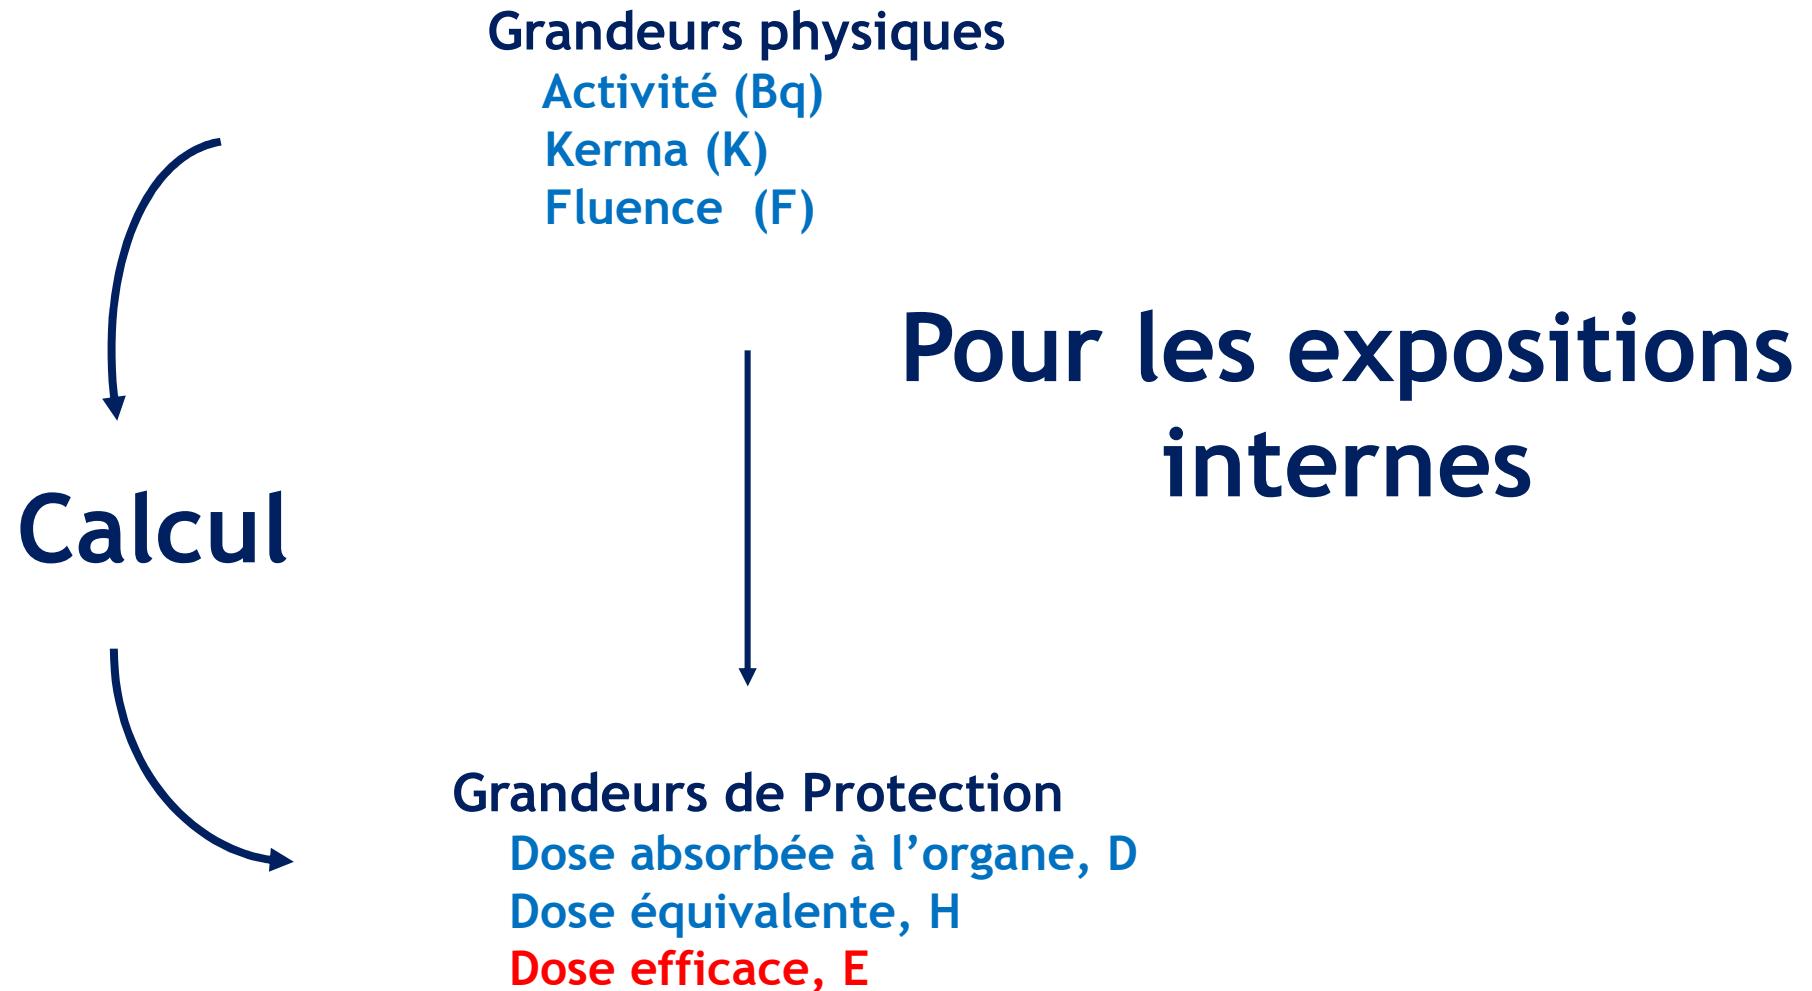 Grandeurs physiques
Activité (Bq)
Kerma (K)
Fluence (F)
Pour les expositions
internes
Calcul
Grandeurs de Protection
Dose absorbée à l’organe, D
Dose équivalente, H
Dose efficace, E